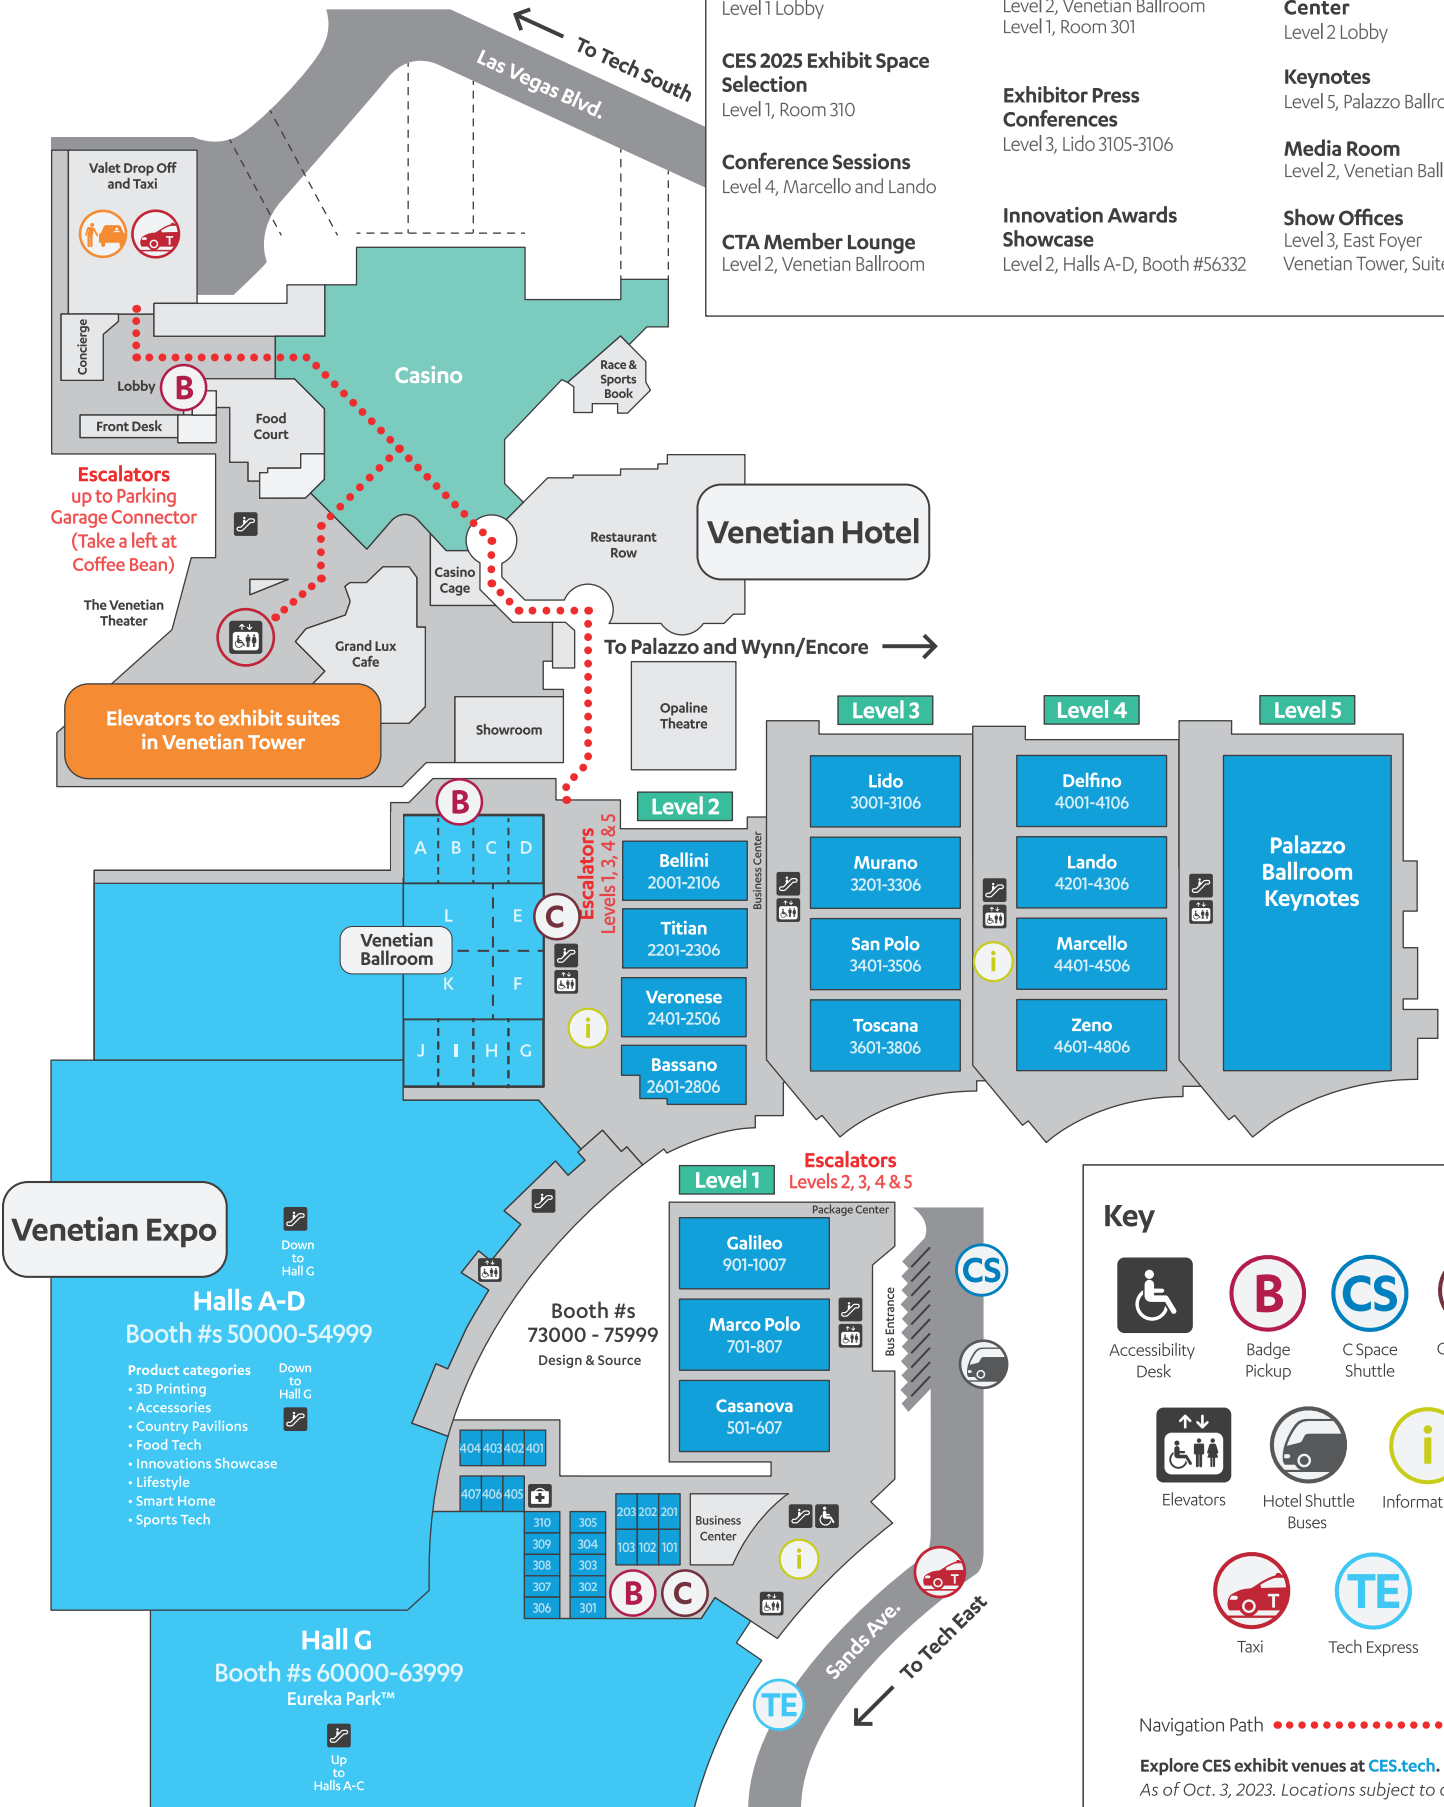 Level 1 Lobby
CES 2025 Exhibit Space
Selection
Level 1, Room 310
Conference Sessions
Level 4, Marcello and Lando
CTA Member Lounge
Level 2, Venetian Ballroom
Level 2, Venetian Ballroom
Level 1, Room 301
Exhibitor Press
Conferences
Level 3, Lido 3105-3106
Innovation Awards
Showcase
Level 2, Halls A-D, Booth #56332
Center
Level 2 Lobby
Keynotes
Level 5, Palazzo
Media Room
Level 2, Venetian
Show Offices
Level 3, East Foyer
Venetian Tower,
To Tech South
Las Vegas Blvd.
Valet Drop Off
and Taxi
T
Concierge
Lobby
B
Front Desk
Food
Court
Casino
Race &
Sports
Book
Escalators
up to Parking
Garage Connector
(Take a left at
Coffee Bean)
The Venetian
Theater
Casino
Cage
Restaurant
Row
Venetian Hotel
Grand Lux
Cafe
To Palazzo and Wynn/Encore
Elevators to exhibit suites
in Venetian Tower
Showroom
Opaline
Theatre
Level 2
Level 3
Level 4
Level 5
B
A B C D
L E
C
Venetian
Ballroom
K F
J I H G
i
Escalators
Levels 1, 3, 4 & 5
Bellini
2001-2106
Titian
2201-2306
Veronese
2401-2506
Bassano
2601-2806
Business Center
Lido
3001-3106
Murano
3201-3306
San Polo
3401-3506
Toscana
3601-3806
i
Delfino
4001-4106
Lando
4201-4306
Marcello
4401-4506
Zeno
4601-4806
Palazzo
Ballroom
Keynotes
Venetian Expo
Down
to
Hall G
Halls A-D
Booth #s 50000-54999
Product categories
• 3D Printing
• Accessories
• Country Pavilions
• Food Tech
• Innovations Showcase
• Lifestyle
• Smart Home
• Sports Tech
Down
to
Hall G
Level 1
Escalators
Levels 2, 3, 4 & 5
Package Center
Galileo
901-1007
Marco Polo
701-807
Casanova
501-607
Booth #s
73000 - 75999
Design & Source
Bus Entrance
CS
404 403 402 401
407 406 405
310
309
308
307
306
305
304
303
302
301
203 202 201
103 102 101
Business
Center
B
C
i
T
Sands Ave.
To Tech East
TE
Hall G
Booth #s 60000-63999
Eureka Park™
Up
to
Halls A-C
Key
Accessibility
Desk
B
Badge
Pickup
CS
C Space
Shuttle
Elevators
Hotel Shuttle
Buses
i
T
Taxi
TE
Tech Express
Navigation Path
Explore CES exhibit venues at CES.tech.
As of Oct. 3, 2023. Locations subject to